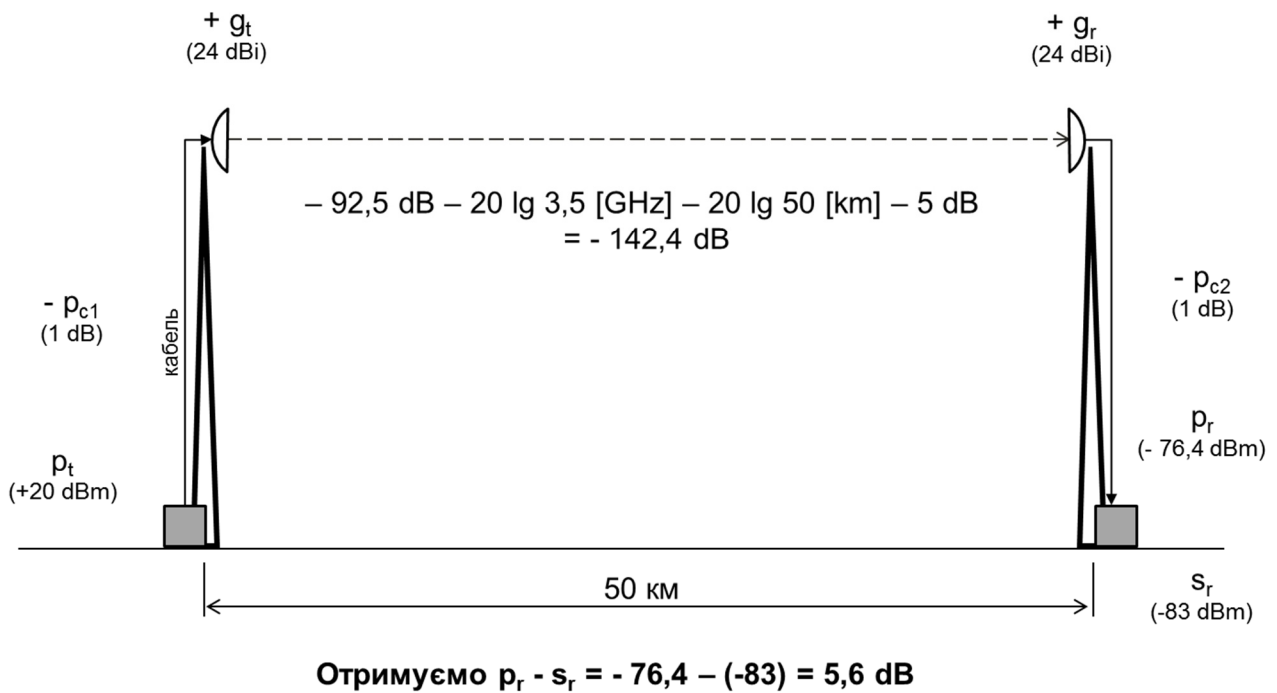 + gt
(24 dBi)
+ gr
(24 dBi)
– 92,5 dB – 20 lg 3,5 [GHz] – 20 lg 50 [km] – 5 dB
= - 142,4 dB
- pc1
(1 dB)
кабель
- pc2
(1 dB)
pt
(+20 dBm)
pr
(- 76,4 dBm)
50 км
sr
(-83 dBm)
Отримуємо pr - sr = - 76,4 – (-83) = 5,6 dB